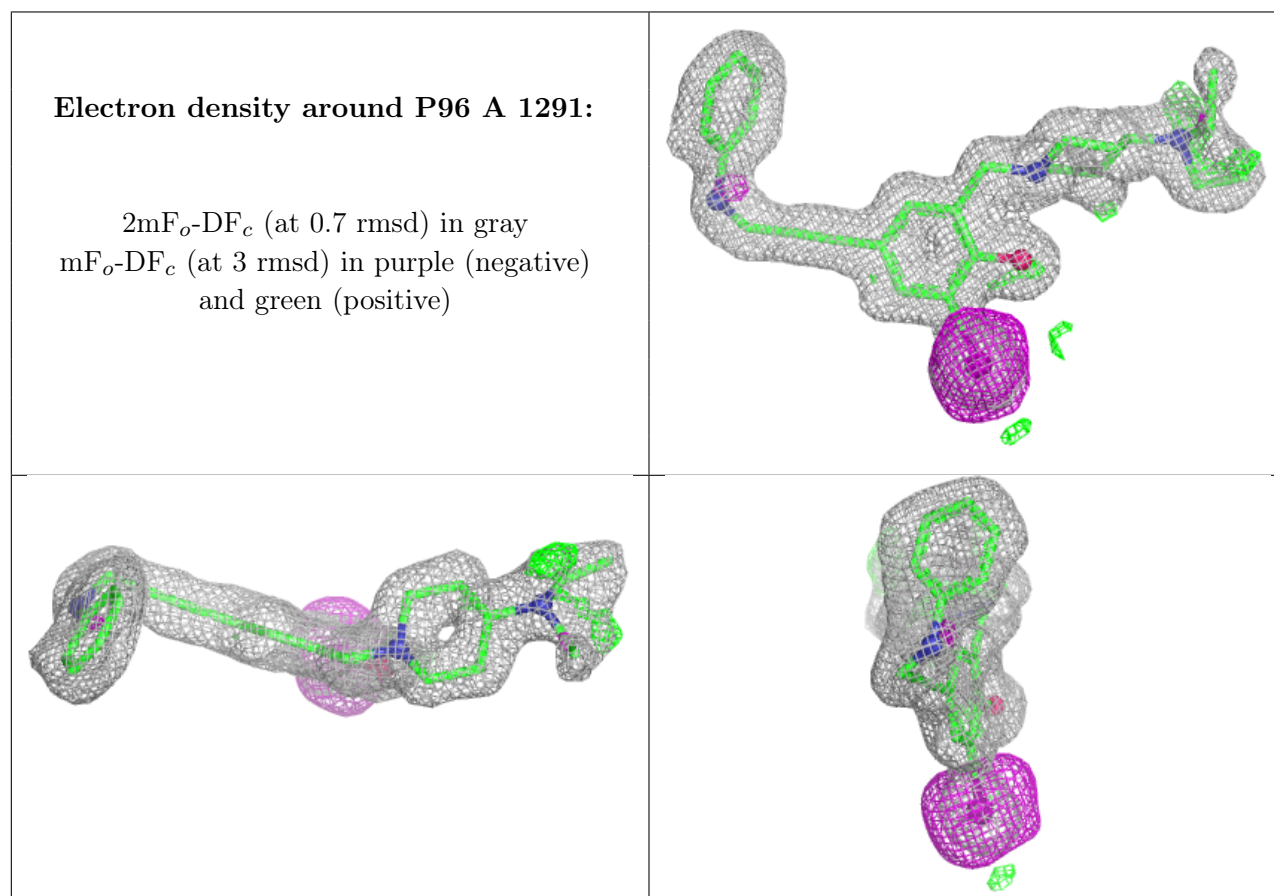 Electron density around P96 A 1291:
2mFo-DFc (at 0.7 rmsd) in gray
mFo-DFc (at 3 rmsd) in purple (negative)
and green (positive)